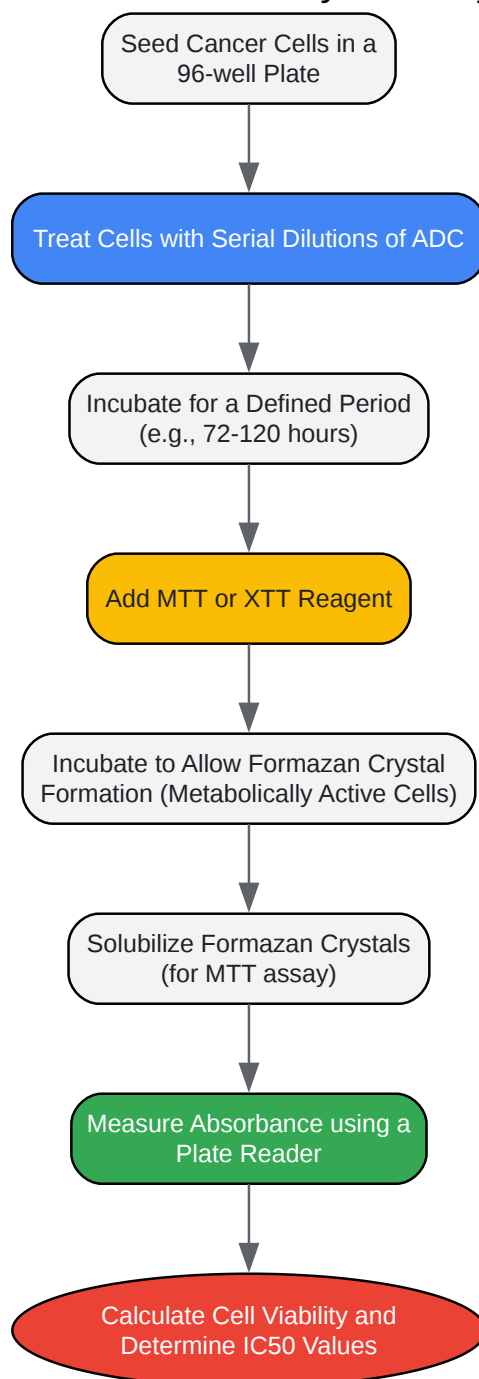 Seed Cancer Cells in a
96-well Plate
Treat Cells with Serial Dilutions of ADC
Incubate for a Defined Period
(e.g., 72-120 hours)
Add MTT or XTT Reagent
Incubate to Allow Formazan Crystal
Formation (Metabolically Active Cells)
Solubilize Formazan Crystals
(for MTT assay)
Measure Absorbance using a
Plate Reader
Calculate Cell Viability and
Determine IC50 Values